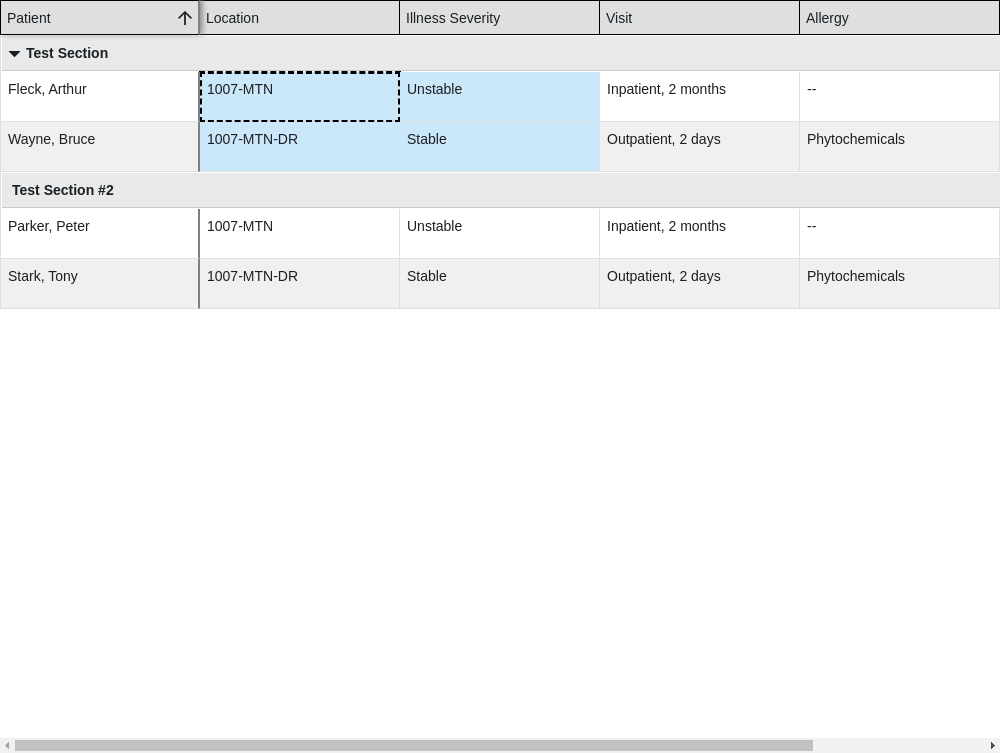 Patient Location Illness Severity Visit Allergy
Test Section
Fleck, Arthur 1007-MTN Unstable Inpatient, 2 months --
Wayne, Bruce 1007-MTN-DR Stable Outpatient, 2 days Phytochemicals
Test Section #2
Parker, Peter 1007-MTN Unstable Inpatient, 2 months --
Stark, Tony 1007-MTN-DR Stable Outpatient, 2 days Phytochemicals